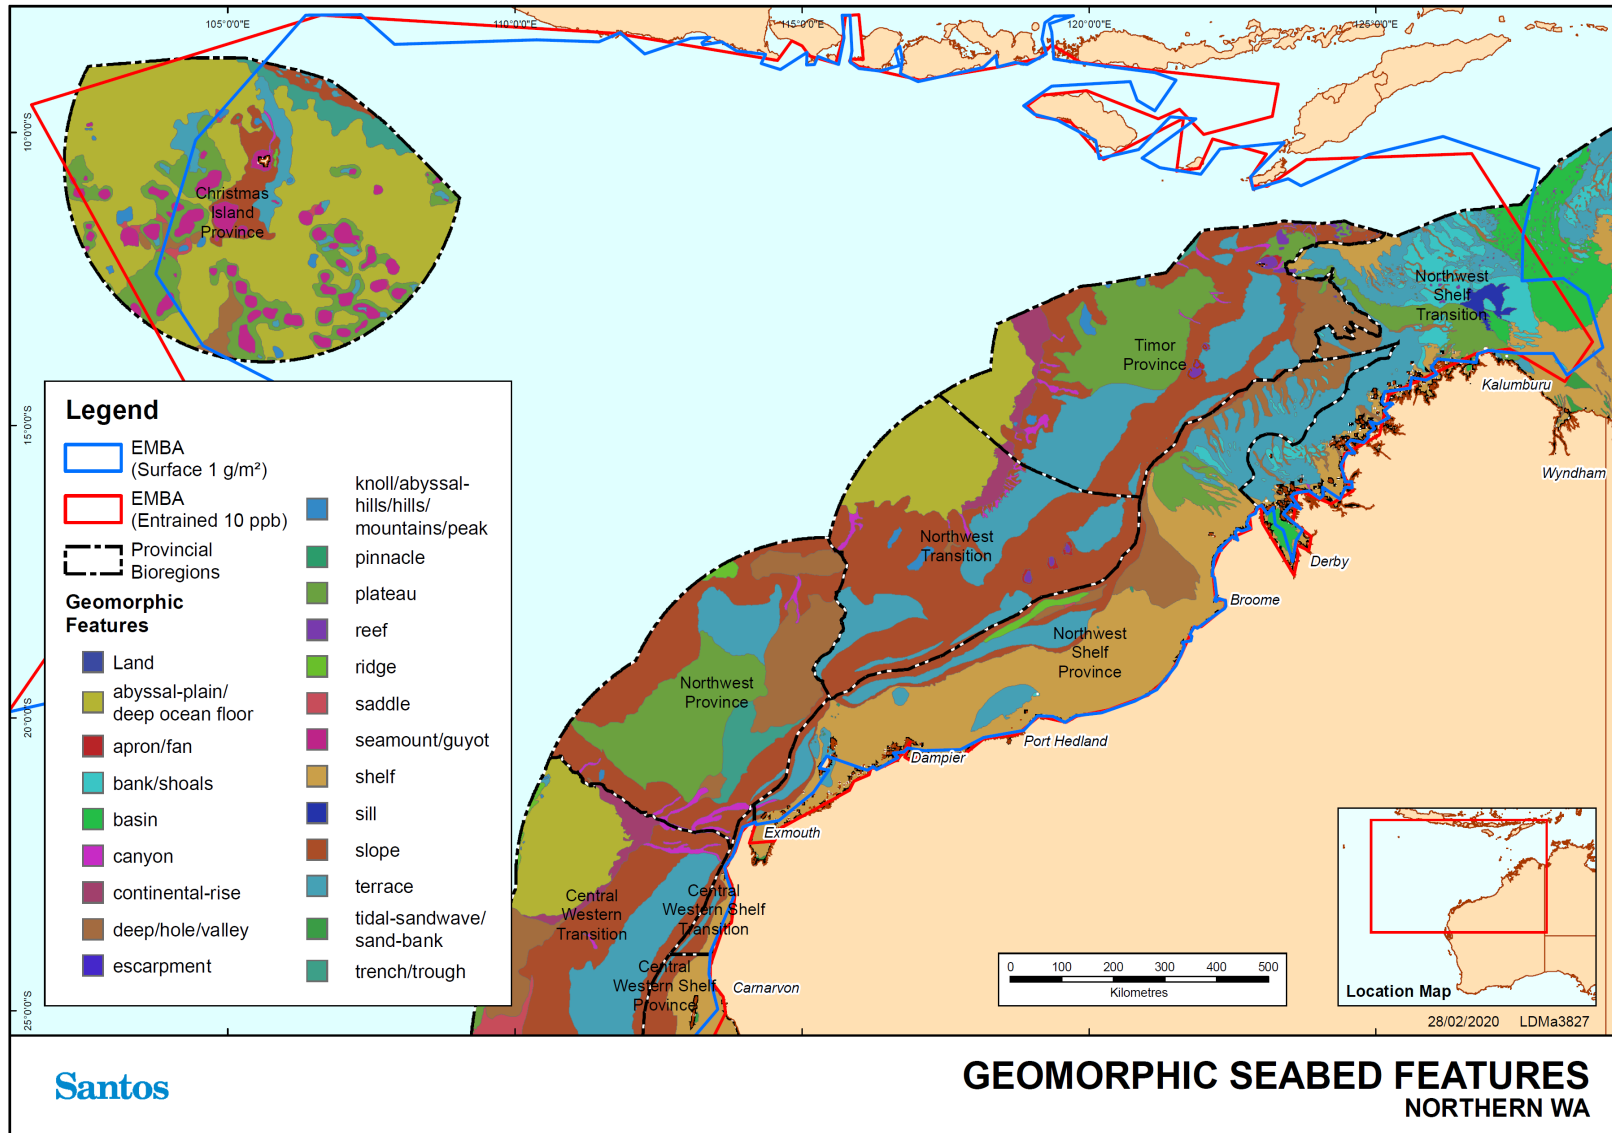 105°0'0"E
110°0'0"E
115°0'0"E
120°0'0"E
125°0'0"E
10°0'0"S
15°0'0"S
20°0'0"S
25°0'0"S
Christmas
Island
Province
Northwest
Shelf
Transition
Timor
Province
Kalumburu
Wyndham
Northwest
Transition
Derby
Broome
Northwest
Shelf
Province
Northwest
Province
Port Hedland
Dampier
Exmouth
Central
Western
Transition
Central
Western Shelf
Transition
Central
Western Shelf
Province
Carnarvon
Legend
EMBA
(Surface 1 g/m²)
EMBA
(Entrained 10 ppb)
Provincial
Bioregions
Geomorphic
Features
Land
abyssal-plain/
deep ocean floor
apron/fan
bank/shoals
basin
canyon
continental-rise
deep/hole/valley
escarpment
knoll/abyssal-
hills/hills/
mountains/peak
pinnacle
plateau
reef
ridge
saddle
seamount/guyot
shelf
sill
slope
terrace
tidal-sandwave/
sand-bank
trench/trough
0 100 200 300 400 500
Kilometres
Location Map
28/02/2020 LDMa3827
Santos
GEOMORPHIC SEABED FEATURES
NORTHERN WA